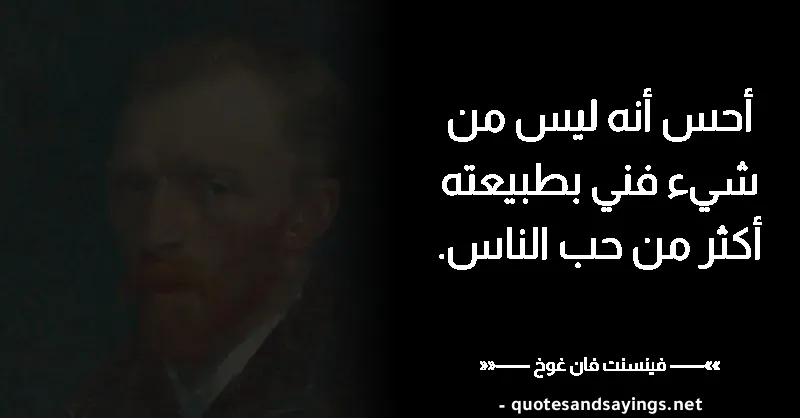 أحس أنه ليس من
شيء فني بطبيعته
أكثر من حب الناس.
»—— فينسنت فان غوخ ——««
- quotesandsayings.net